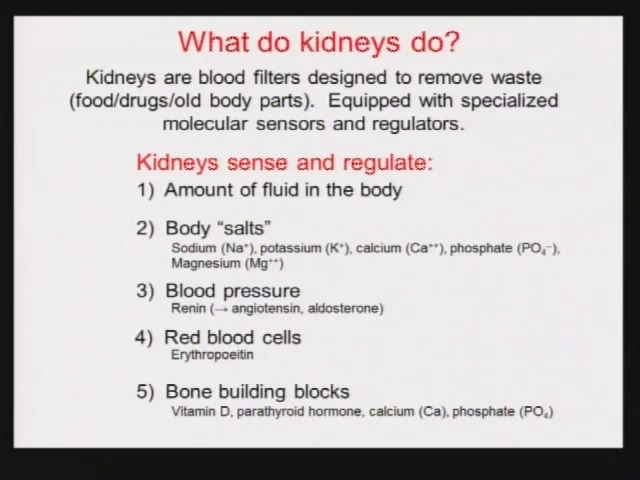 What do kidneys do?
Kidneys are blood filters designed to remove waste
(food/drugs/old body parts). Equipped with specialized
molecular sensors and regulators.
Kidneys sense and regulate:
1) Amount of fluid in the body
2) Body “salts”
Sodium (Na⁺), potassium (K⁺), calcium (Ca⁺⁺), phosphate (PO₄⁻),
Magnesium (Mg⁺⁺)
3) Blood pressure
Renin (→ angiotensin, aldosterone)
4) Red blood cells
Erythropoeitin
5) Bone building blocks
Vitamin D, parathyroid hormone, calcium (Ca), phosphate (PO₄)